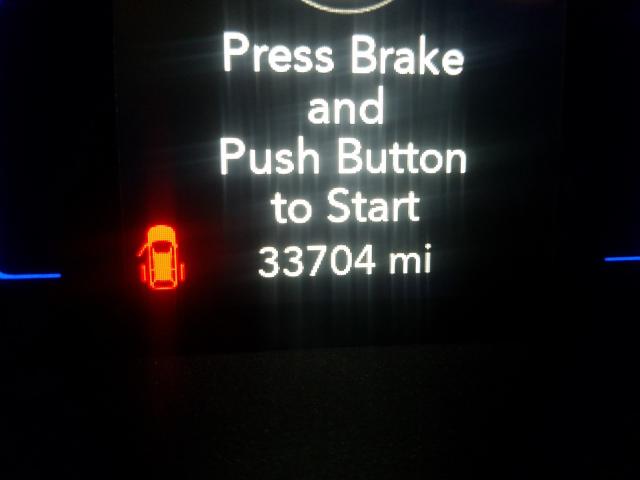 Press Brake
and
Push Button
to Start
33704 mi